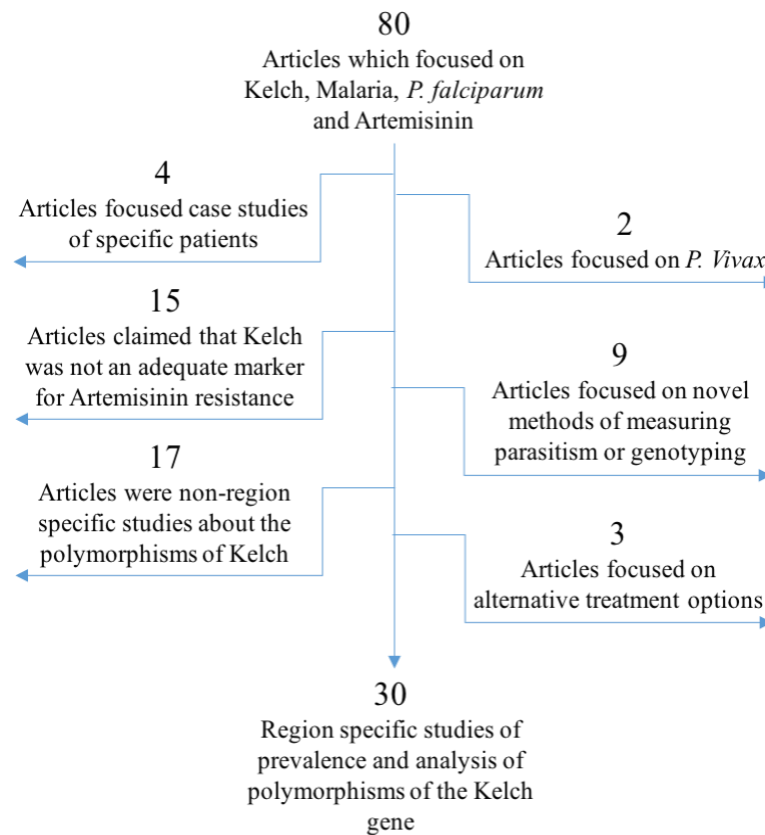 80
Articles which focused on
Kelch, Malaria, P. falciparum
and Artemisinin
4
Articles focused case studies
of specific patients
2
Articles focused on P. Vivax
15
Articles claimed that Kelch
was not an adequate marker
for Artemisinin resistance
9
Articles focused on novel
methods of measuring
parasitism or genotyping
17
Articles were non-region
specific studies about the
polymorphisms of Kelch
3
Articles focused on
alternative treatment options
30
Region specific studies of
prevalence and analysis of
polymorphisms of the Kelch
gene